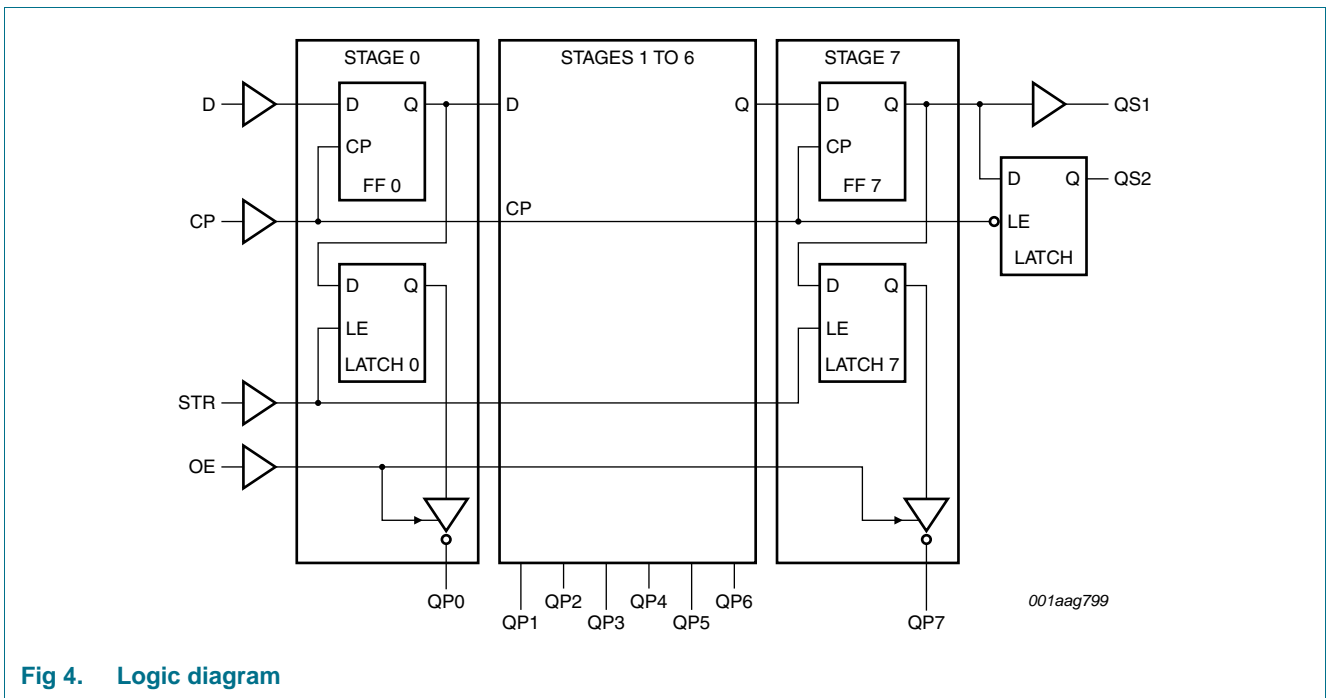 STAGE 0
STAGES 1 TO 6
STAGE 7
D
D
Q
D
Q
D
Q
QS1
CP
CP
D
Q
QS2
FF 0
FF 7
CP
CP
LE
LATCH
D
Q
D
Q
LE
LE
LATCH 0
LATCH 7
STR
OE
QP0
QP2
QP4
QP6
QP1
QP3
QP5
QP7
001aag799
Fig 4. Logic diagram